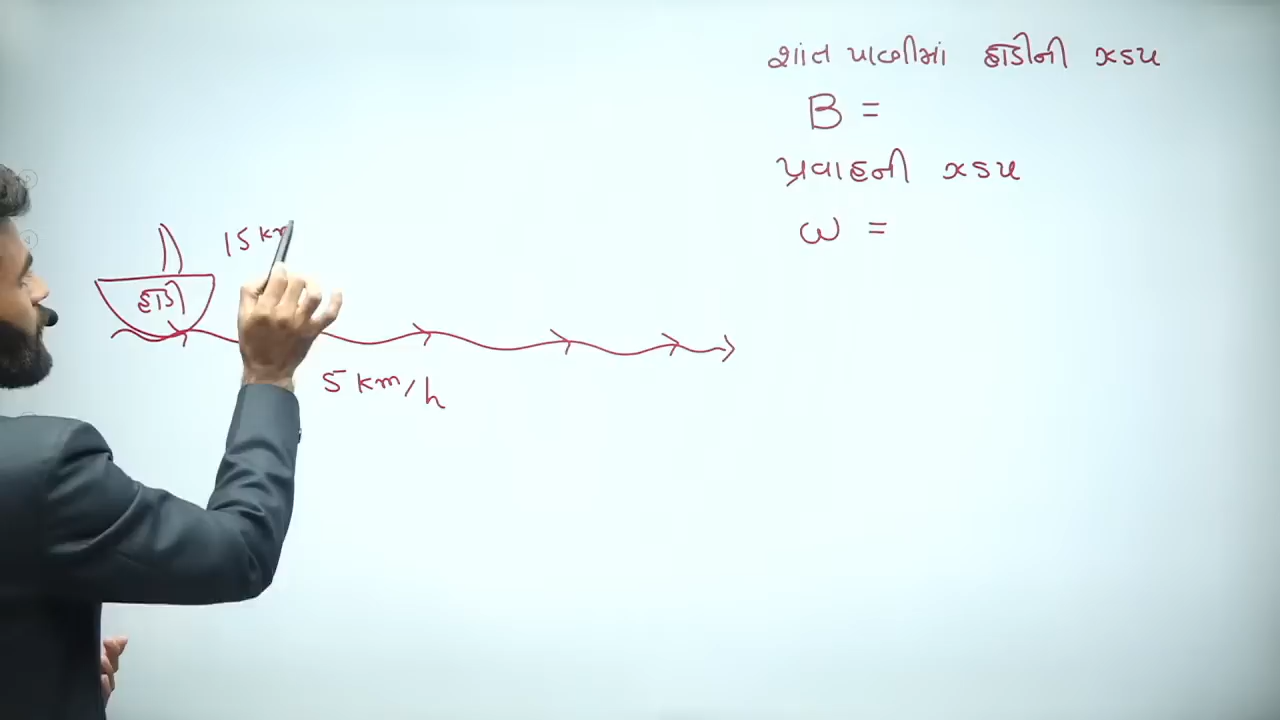 શાંત પાણીમાં હોડીની ઝડપ
B =
પ્રવાહની ઝડપ
ω =
15 km
હોડી
5 km/h